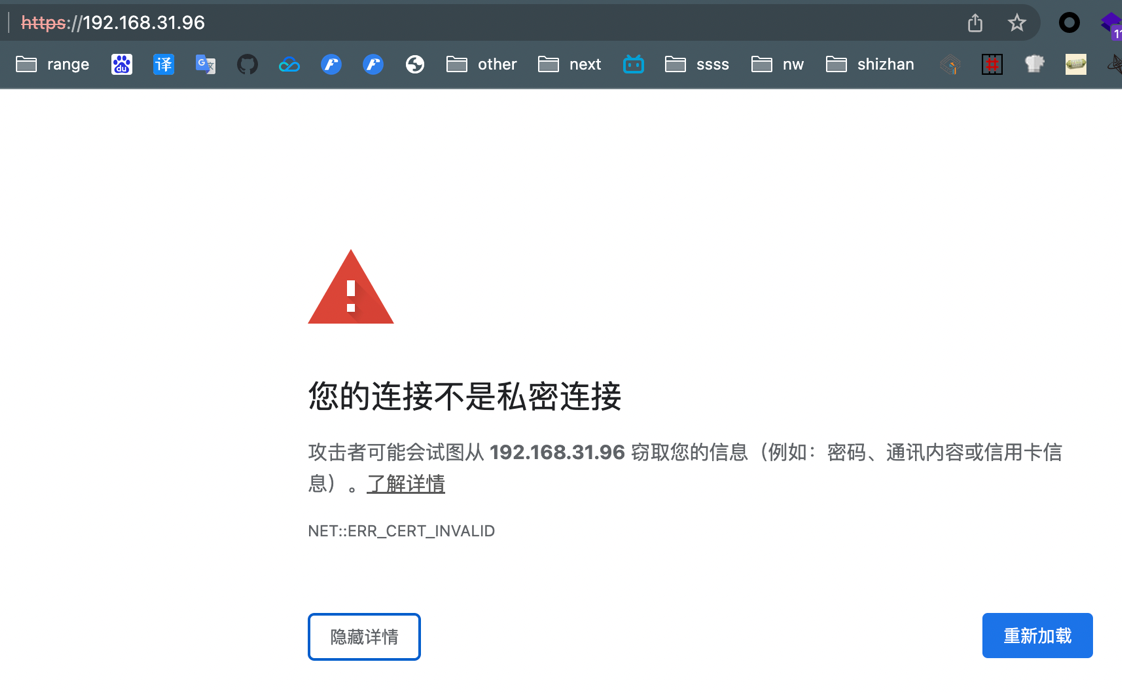 https://192.168.31.96
11
range
译
G
other
next
ssss
nw
shizhan
您的连接不是私密连接
攻击者可能会试图从 192.168.31.96 窃取您的信息（例如：密码、通讯内容或信用卡信
息）。了解详情
NET::ERR_CERT_INVALID
隐藏详情
重新加载